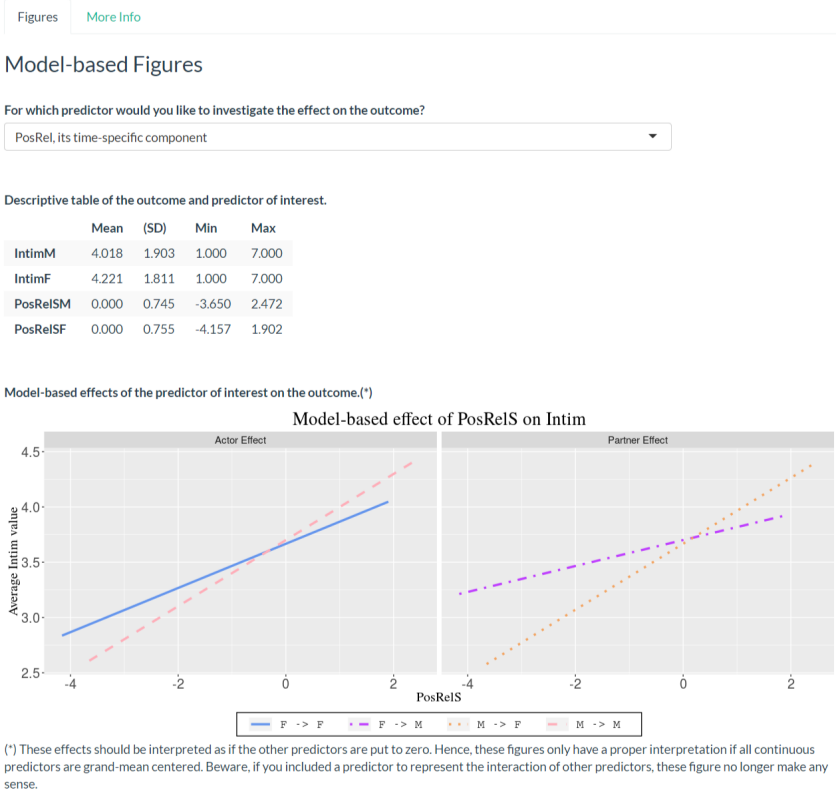 Figures More Info
Model-based Figures
For which predictor would you like to investigate the effect on the outcome?
PosRel, its time-specific component
Descriptive table of the outcome and predictor of interest.
Mean (SD) Min Max
IntimM 4.018 1.903 1.000 7.000
IntimF 4.221 1.811 1.000 7.000
PosRelSM 0.000 0.745 -3.650 2.472
PosRelSF 0.000 0.755 -4.157 1.902
Model-based effects of the predictor of interest on the outcome.(*)
Model-based effect of PosRelS on Intim
Actor Effect Partner Effect
4.5
4.0
3.5
3.0
2.5
Average Intim value
-4 -2 0 2 -4 -2 0 2
PosRelS
F -> F F -> M M -> F M -> M
(*) These effects should be interpreted as if the other predictors are put to zero. Hence, these figures only have a proper interpretation if all continuous
predictors are grand-mean centered. Beware, if you included a predictor to represent the interaction of other predictors, these figure no longer make any
sense.